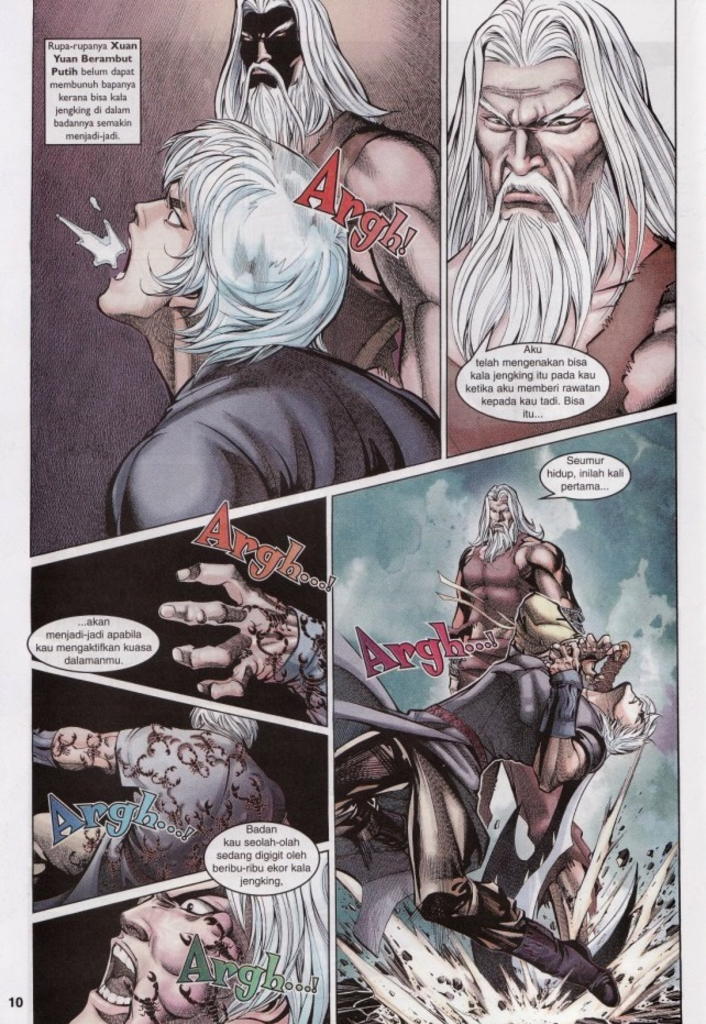 Rupa-rupanya Xuan
Yuan Berambut
Putih belum dapat
membunuh bapanya
kerana bisa kala
jengking di dalam
badannya semakin
menjadi-jadi.
Argh!
Aku
telah mengenakan bisa
kala jengking itu pada kau
ketika aku memberi rawatan
kepada kau tadi. Bisa
itu...
Argh...!
...akan
menjadi-jadi apabila
kau mengaktifkan kuasa
dalamanmu.
Argh...!
Badan
kau seolah-olah
sedang digigit oleh
beribu-ribu ekor kala
jengking,
Argh...!
Seumur
hidup, inilah kali
pertama...
Argh...!
10